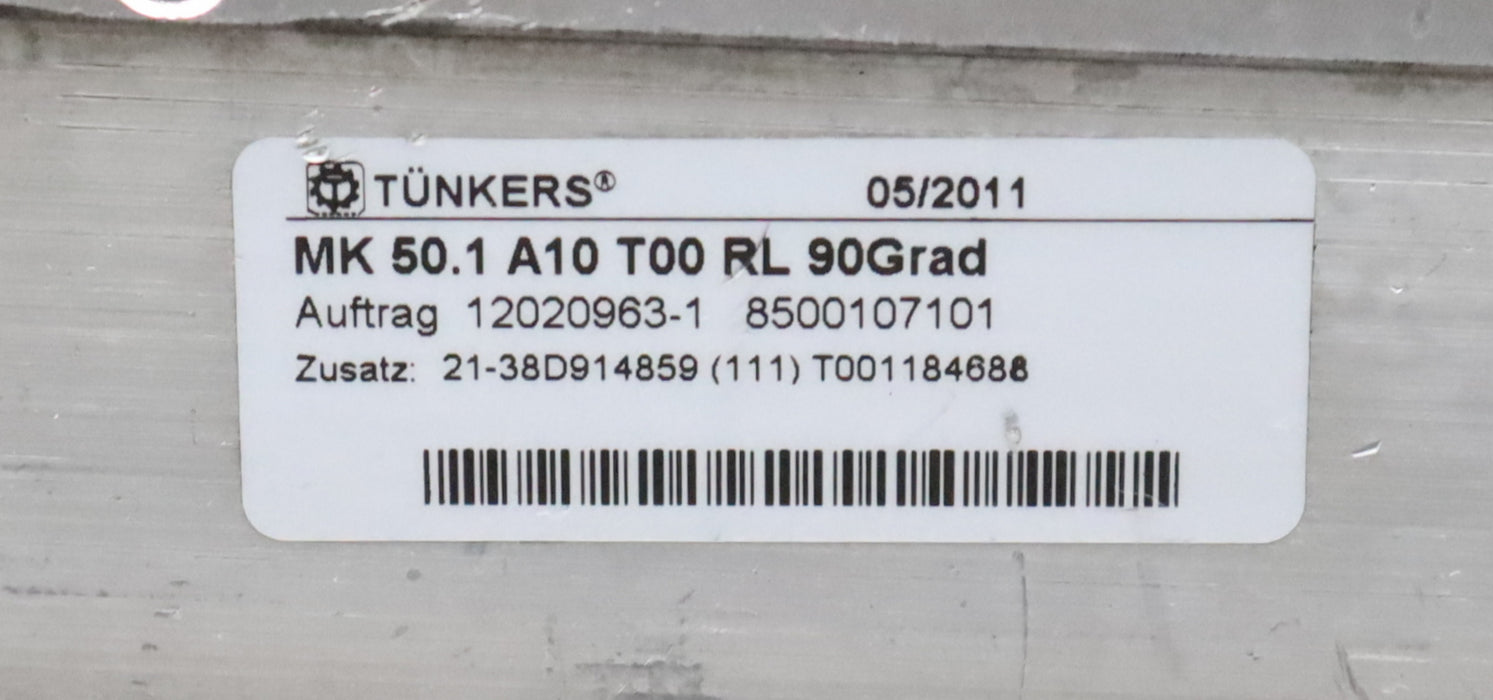 TÜNKERS® 05/2011
MK 50.1 A10 T00 RL 90Grad
Auftrag 12020963-1 8500107101
Zusatz: 21-38D914859 (111) T001184688